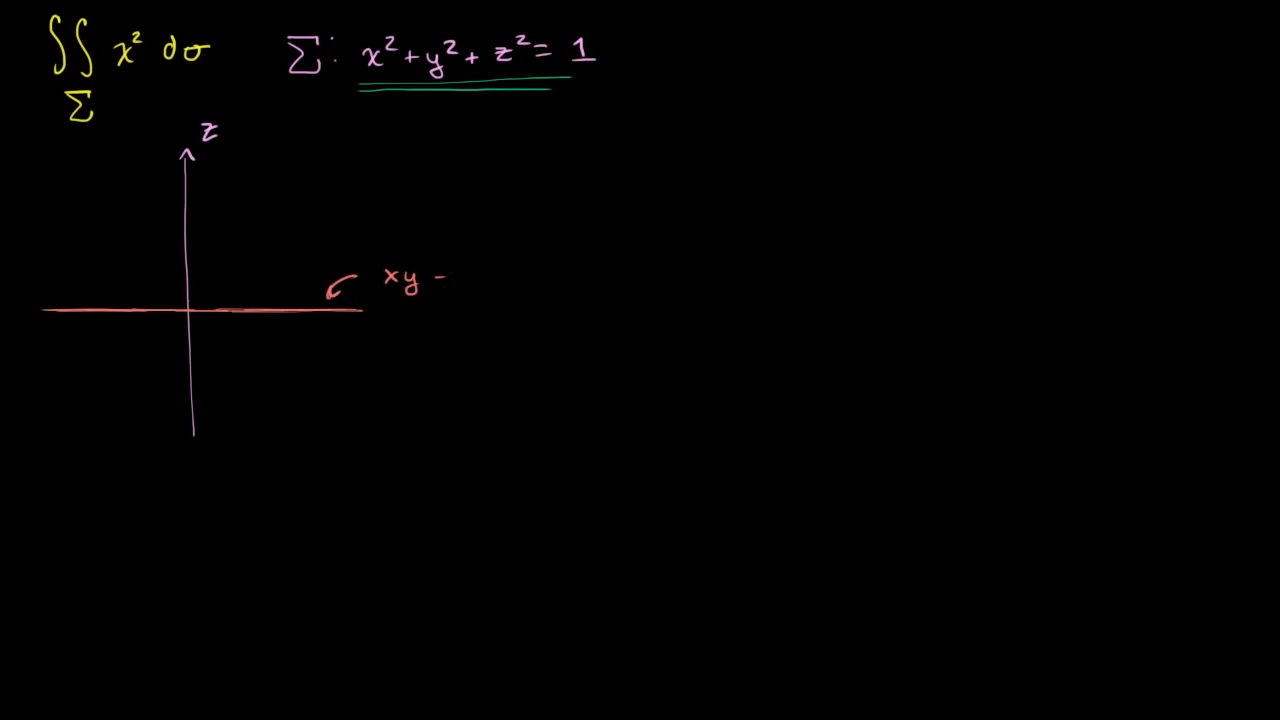 ∬ x² dσ   Σ: x² + y² + z² = 1
Σ
z
xy -